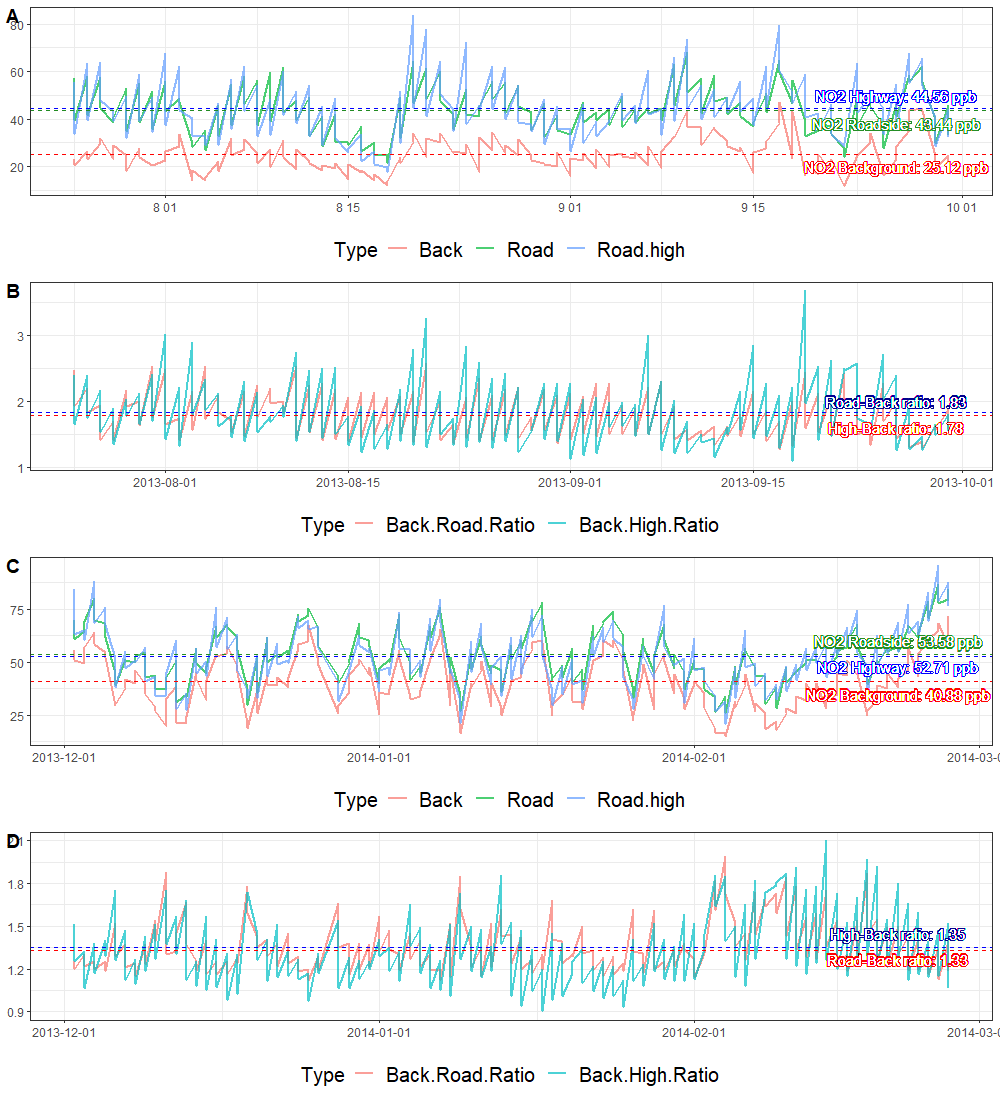 A
80
60
40
20
NO2 Highway: 44.56 ppb
NO2 Roadside: 43.44 ppb
NO2 Background: 25.12 ppb
8 01
8 15
9 01
9 15
10 01
Type Back Road Road.high
B
3
2
1
Road-Back ratio: 1.83
High-Back ratio: 1.78
2013-08-01
2013-08-15
2013-09-01
2013-09-15
2013-10-01
Type Back.Road.Ratio Back.High.Ratio
C
75
50
25
NO2 Roadside: 53.58 ppb
NO2 Highway: 52.71 ppb
NO2 Background: 40.93 ppb
2013-12-01
2014-01-01
2014-02-01
2014-03-0
Type Back Road Road.high
D
1.8
1.5
1.2
0.9
High-Back ratio: 1.35
Road-Back ratio: 1.33
2013-12-01
2014-01-01
2014-02-01
2014-03-0
Type Back.Road.Ratio Back.High.Ratio